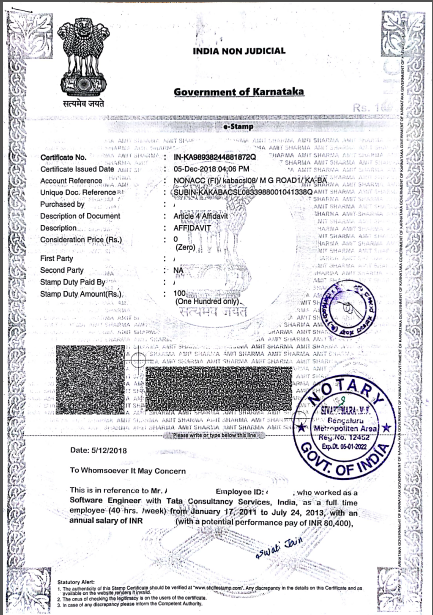 सत्यमेव जयते
INDIA NON JUDICIAL
Government of Karnataka
e-Stamp
Certificate No. : IN-KA98938244881872Q
Certificate Issued Date : 05-Dec-2018 04:06 PM
Account Reference : NONACC (FI)/ kabacsl08/ M G ROAD1/ KA-BA
Unique Doc. Reference : SUBIN-KAKABACSL0833988001041338Q
Purchased by :
Description of Document : Article 4 Affidavit
Description : AFFIDAVIT
Consideration Price (Rs.) : 0
(Zero)
First Party :
Second Party : NA
Stamp Duty Paid By :
Stamp Duty Amount(Rs.) : 100
(One Hundred only)
सत्यमेव जयते
NOTARY
Bengaluru
Metropolitan Area
Reg.No. 12452
Exp.Dt. 05-01-2022
GOVT. OF INDIA
Please write or type below this line
Date: 5/12/2018
To Whomsoever It May Concern
This is in reference to Mr. Employee ID: , who worked as a
Software Engineer with Tata Consultancy Services, India, as a full time
employee (40 hrs. /week) from January 17, 2011 to July 24, 2013, with an
annual salary of INR (with a potential performance pay of INR 80,400),
Swati Jain
Statutory Alert:
1. The authenticity of this Stamp Certificate should be verified at "www.shcilestamp.com". Any discrepancy in the details on this Certificate and as
available on the website renders it invalid.
2. The onus of checking the legitimacy is on the users of the certificate.
3. In case of any discrepancy please inform the Competent Authority.